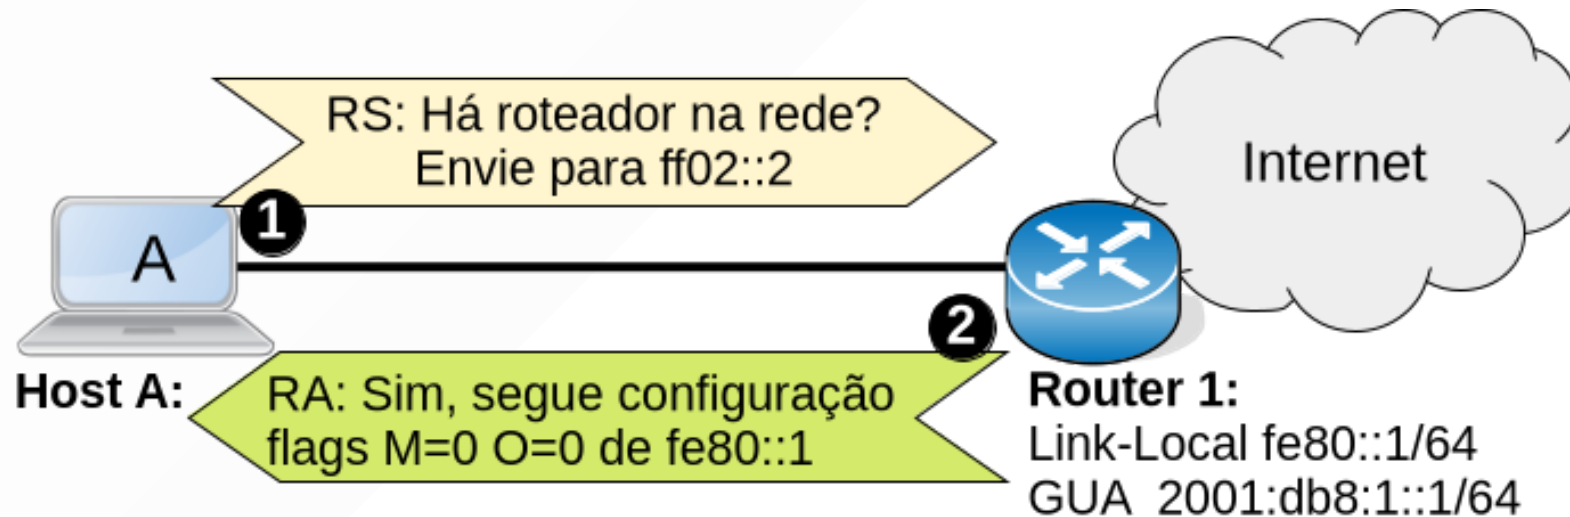 RS: Há roteador na rede?
Envie para ff02::2
Internet
A
1
2
Host A:
RA: Sim, segue configuração
flags M=0 O=0 de fe80::1
Router 1:
Link-Local fe80::1/64
GUA 2001:db8:1::1/64